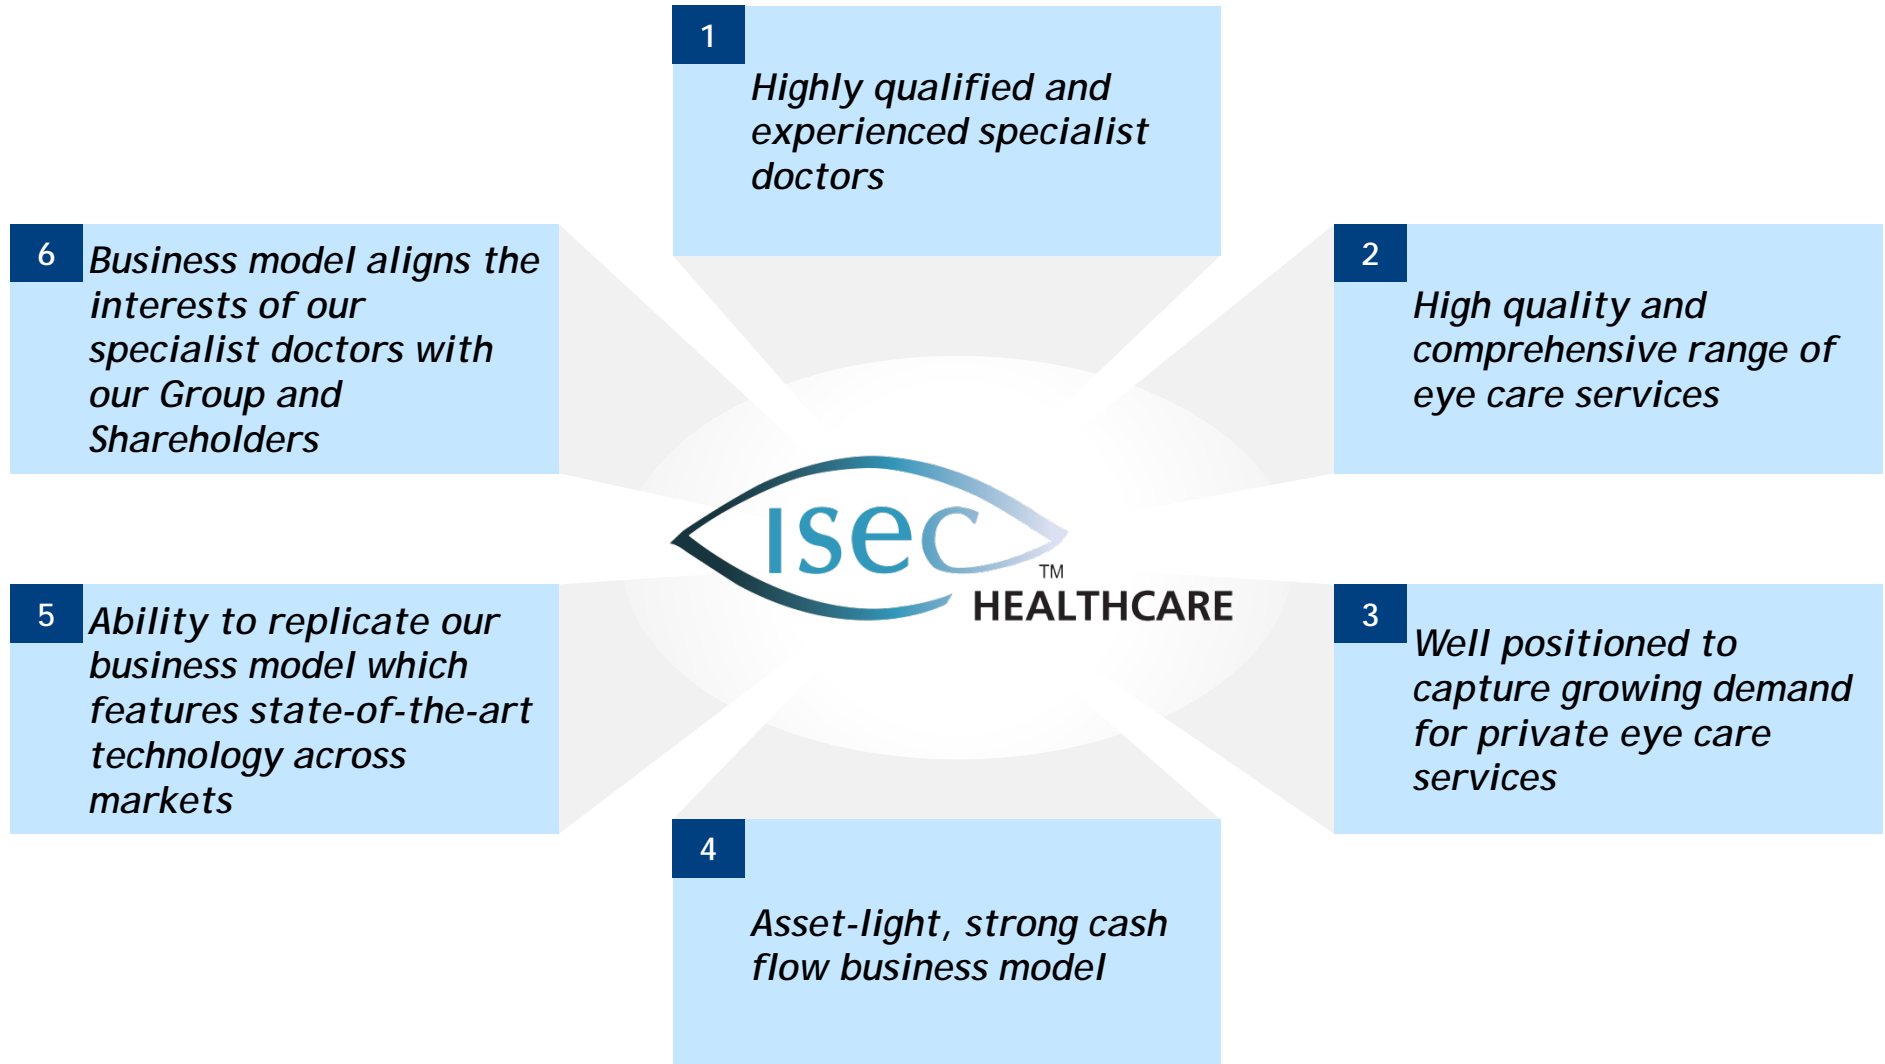 1
Highly qualified and
experienced specialist
doctors
2
High quality and
comprehensive range of
eye care services
3
Well positioned to
capture growing demand
for private eye care
services
4
Asset-light, strong cash
flow business model
5
Ability to replicate our
business model which
features state-of-the-art
technology across
markets
6
Business model aligns the
interests of our
specialist doctors with
our Group and
Shareholders
ISEC
TM
HEALTHCARE